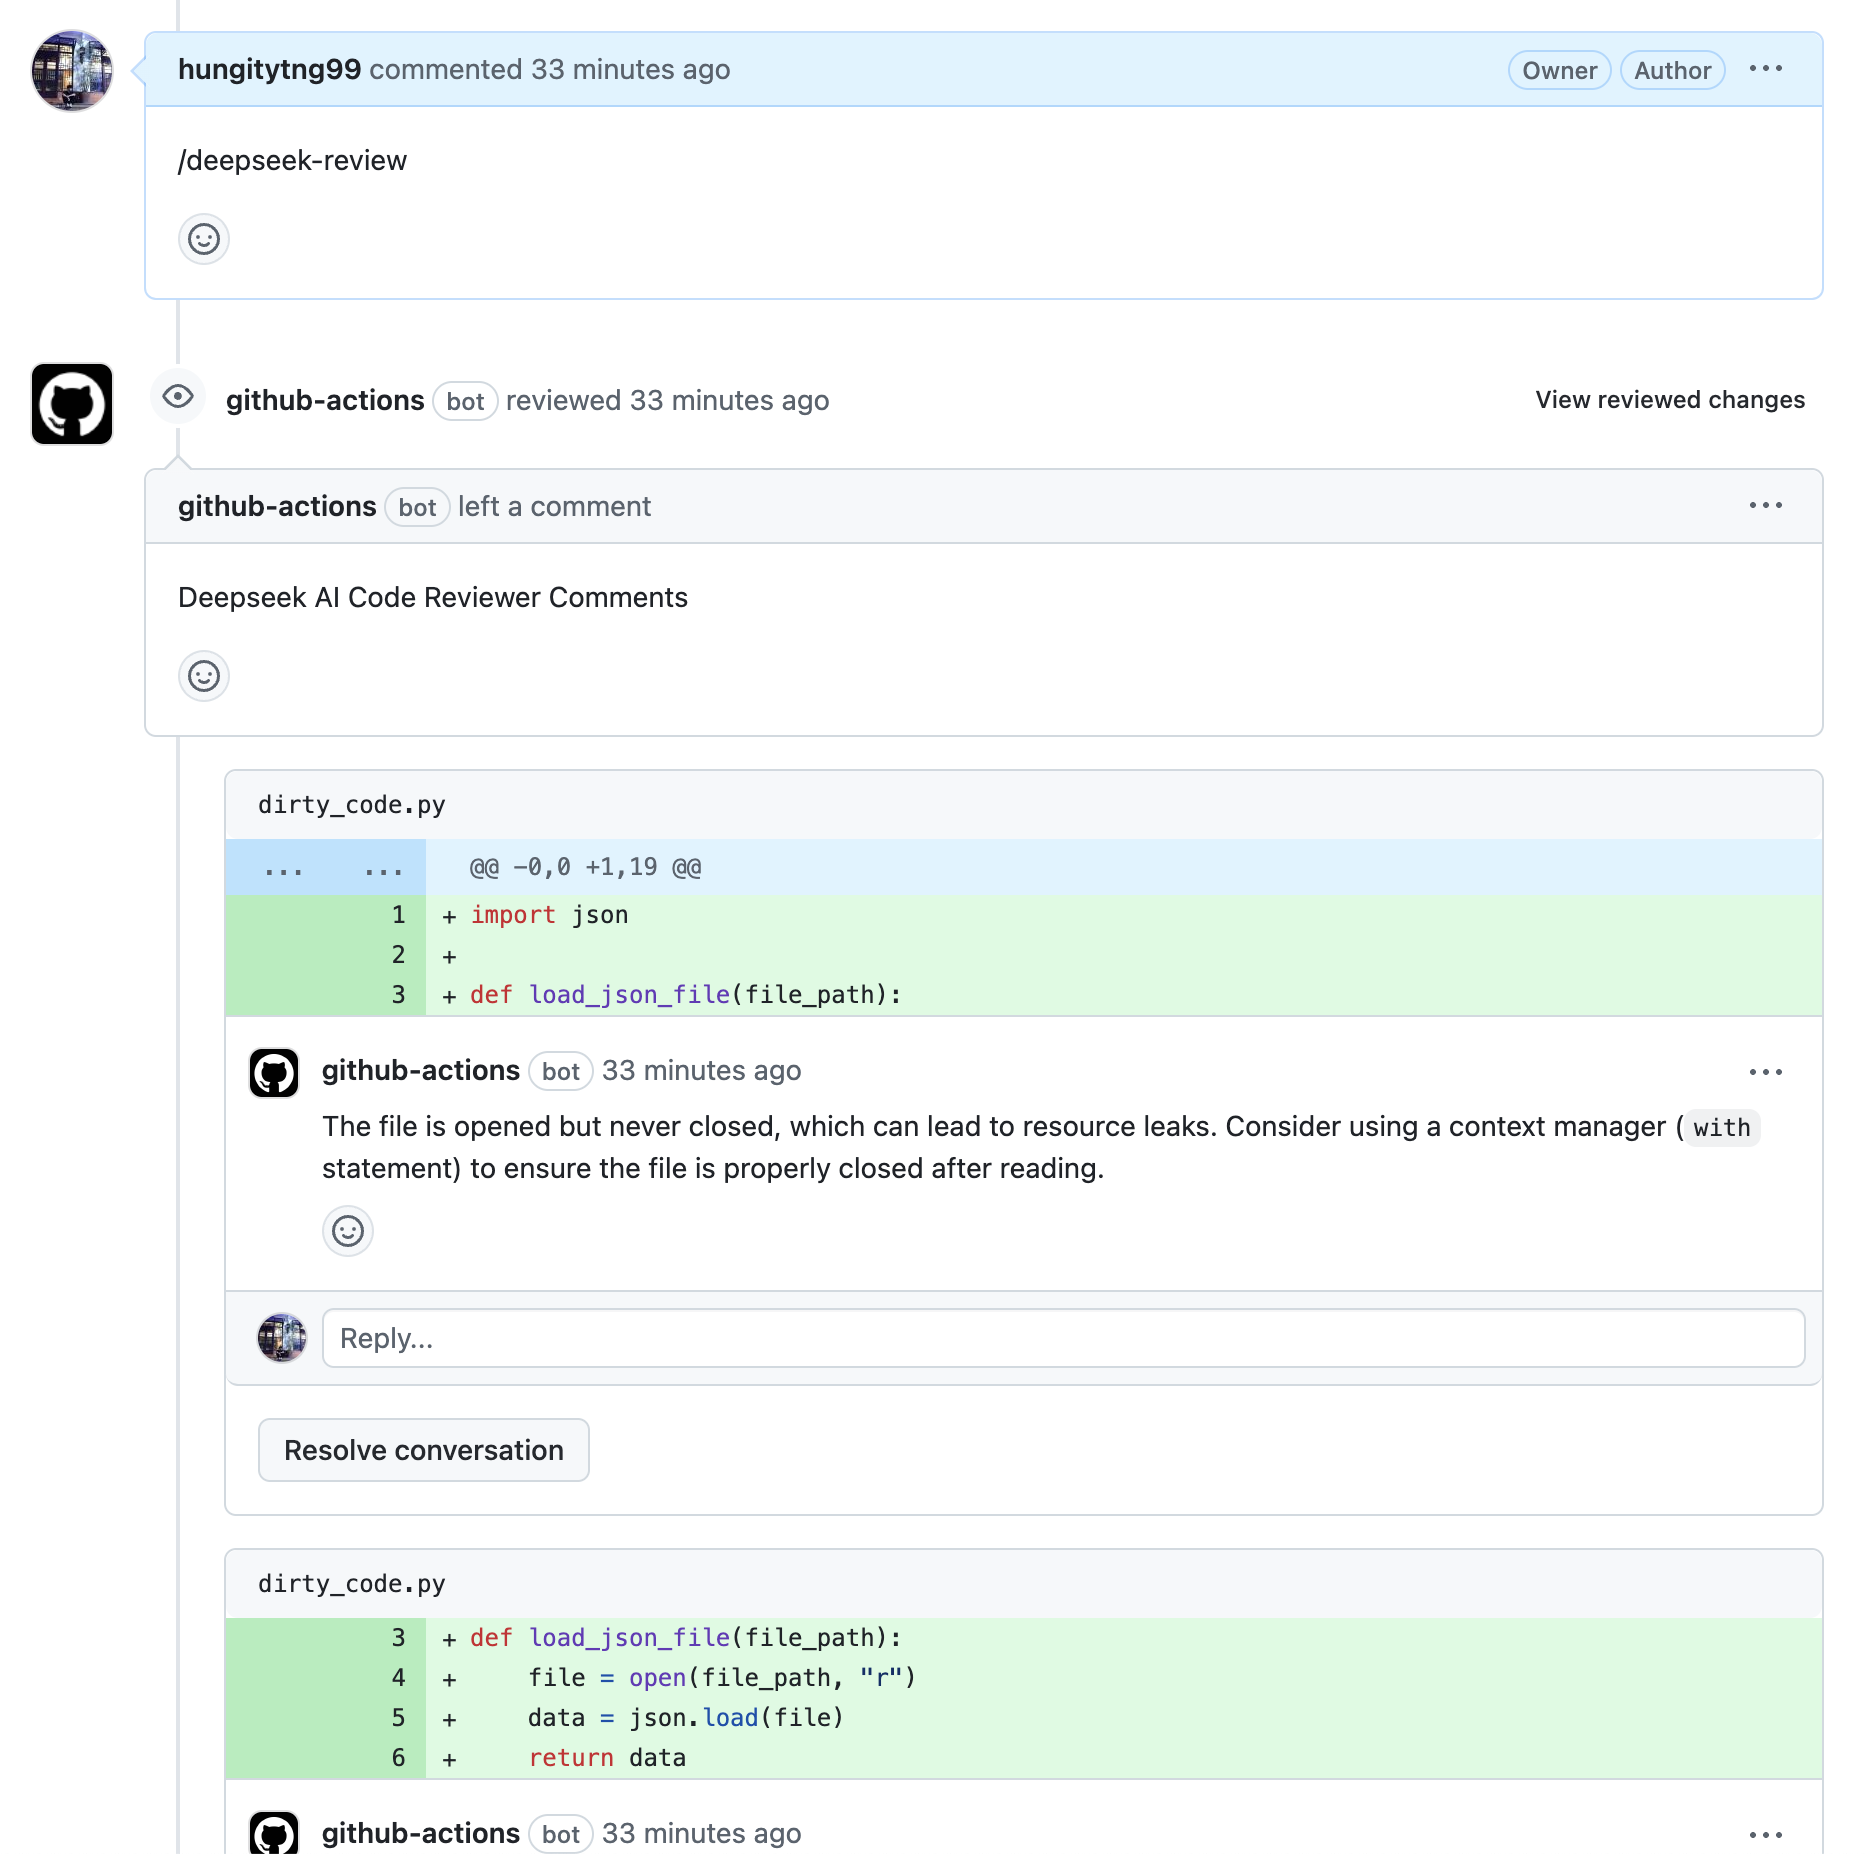 hungitytng99 commented 33 minutes ago Owner Author ...
/deepseek-review
github-actions bot reviewed 33 minutes ago View reviewed changes
github-actions bot left a comment ...
Deepseek AI Code Reviewer Comments
dirty_code.py
... ... @@ -0,0 +1,19 @@
1 + import json
2 +
3 + def load_json_file(file_path):
github-actions bot 33 minutes ago ...
The file is opened but never closed, which can lead to resource leaks. Consider using a context manager ( with
statement) to ensure the file is properly closed after reading.
Reply...
Resolve conversation
dirty_code.py
3 + def load_json_file(file_path):
4 +     file = open(file_path, "r")
5 +     data = json.load(file)
6 +     return data
github-actions bot 33 minutes ago ...